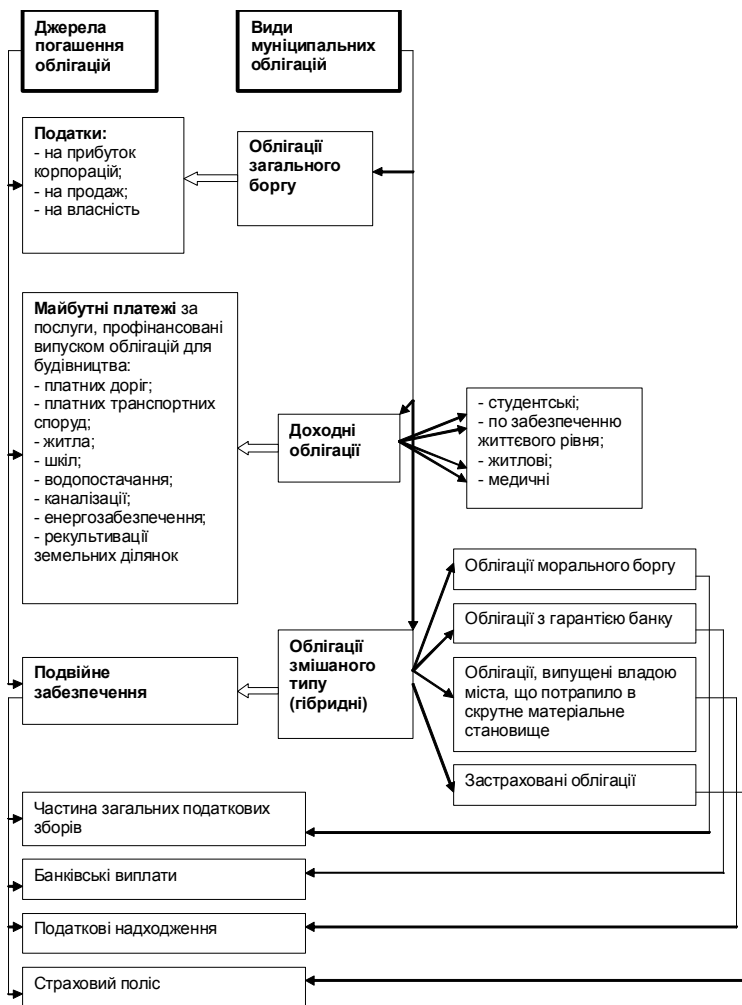 Джерела
погашення
облігацій
Види
муніципальних
облігацій
Податки:
- на прибуток
корпорацій;
- на продаж;
- на власність
Облігації
загального
боргу
Майбутні платежі за
послуги, профінансовані
випуском облігацій для
будівництва:
- платних доріг;
- платних транспортних
споруд;
- житла;
- шкіл;
- водопостачання;
- каналізації;
- енергозабезпечення;
- рекультивації
земельних ділянок
Доходні
облігації
- студентські;
- по забезпеченню
життєвого рівня;
- житлові;
- медичні
Подвійне
забезпечення
Облігації
змішаного
типу
(гібридні)
Облігації морального боргу
Облігації з гарантією банку
Облігації, випущені владою
міста, що потрапило в
скрутне матеріальне
становище
Застраховані облігації
Частина загальних податкових
зборів
Банківські виплати
Податкові надходження
Страховий поліс